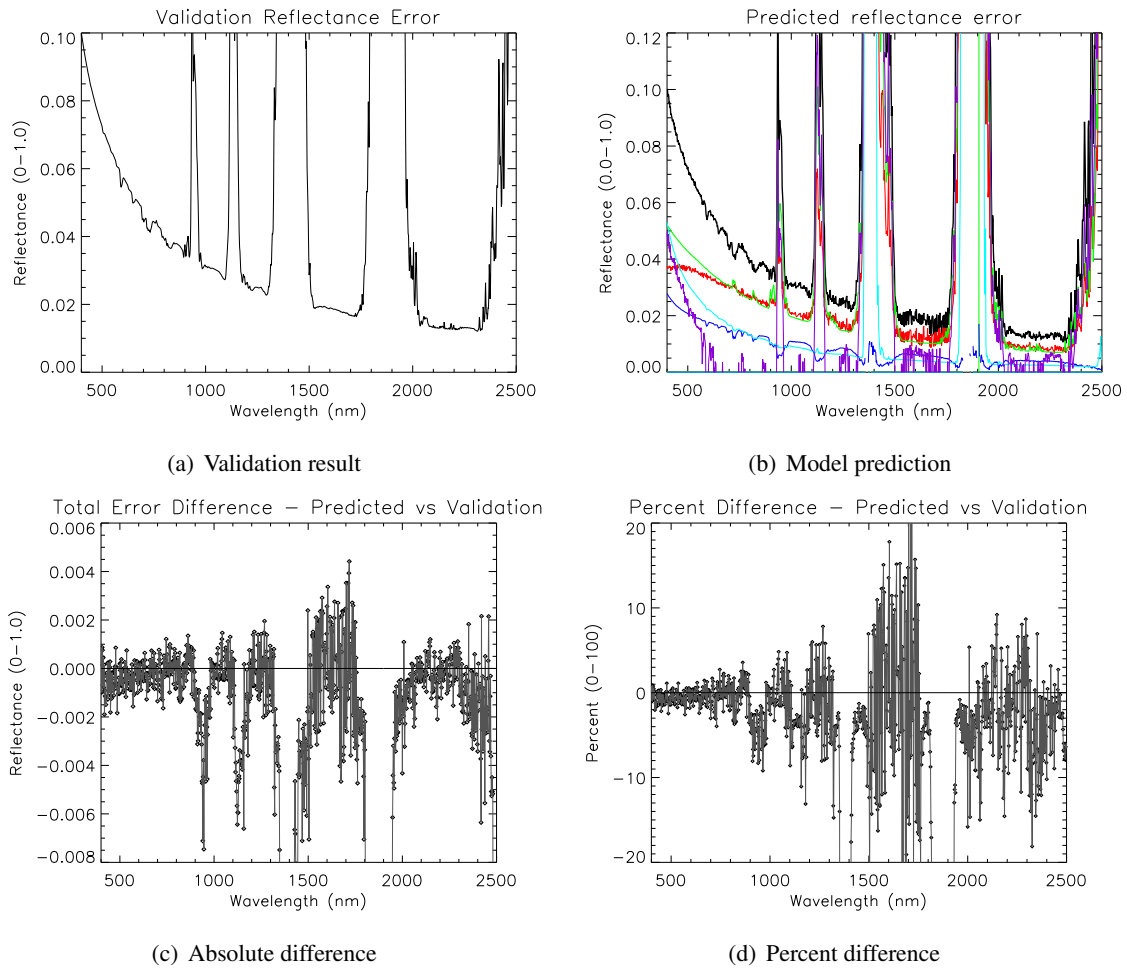 Validation Reflectance Error
0.10
0.08
0.06
0.04
0.02
0.00
Reflectance (0−1.0)
500 1000 1500 2000 2500
Wavelength (nm)
(a) Validation result
Predicted reflectance error
0.12
0.10
0.08
0.06
0.04
0.02
0.00
Reflectance (0.0−1.0)
500 1000 1500 2000 2500
Wavelength (nm)
(b) Model prediction
Total Error Difference − Predicted vs Validation
0.006
0.004
0.002
0.000
−0.002
−0.004
−0.006
−0.008
Reflectance (0−1.0)
500 1000 1500 2000 2500
Wavelength (nm)
(c) Absolute difference
Percent Difference − Predicted vs Validation
20
10
0
−10
−20
Percent (0−100)
500 1000 1500 2000 2500
Wavelength (nm)
(d) Percent difference